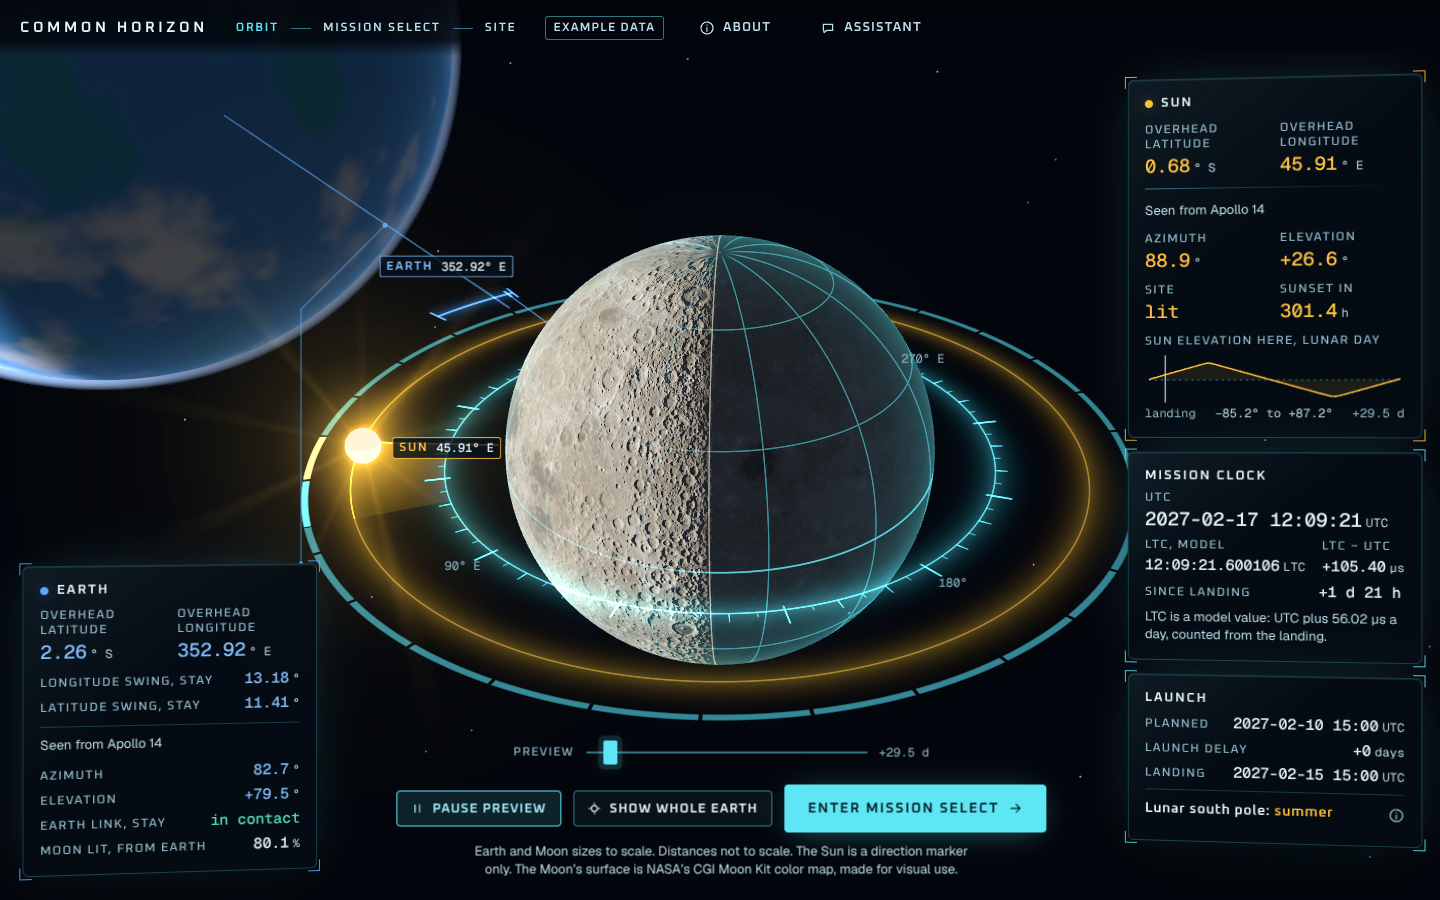 COMMON HORIZON
ORBIT
MISSION SELECT
SITE
EXAMPLE DATA
ABOUT
ASSISTANT
EARTH 352.92° E
SUN 45.91° E
270° E
90° E
180°
EARTH
OVERHEAD LATITUDE
2.26° S
OVERHEAD LONGITUDE
352.92° E
LONGITUDE SWING, STAY 13.18°
LATITUDE SWING, STAY 11.41°
Seen from Apollo 14
AZIMUTH 82.7°
ELEVATION +79.5°
EARTH LINK, STAY in contact
MOON LIT, FROM EARTH 80.1%
PREVIEW +29.5 d
PAUSE PREVIEW
SHOW WHOLE EARTH
ENTER MISSION SELECT →
Earth and Moon sizes to scale. Distances not to scale. The Sun is a direction marker
only. The Moon's surface is NASA's CGI Moon Kit color map, made for visual use.
SUN
OVERHEAD LATITUDE
0.68° S
OVERHEAD LONGITUDE
45.91° E
Seen from Apollo 14
AZIMUTH
88.9°
ELEVATION
+26.6°
SITE
lit
SUNSET IN
301.4 h
SUN ELEVATION HERE, LUNAR DAY
landing −85.2° to +87.2° +29.5 d
MISSION CLOCK
UTC
2027-02-17 12:09:21 UTC
LTC, MODEL
12:09:21.600106 LTC
LTC − UTC
+105.40 µs
SINCE LANDING +1 d 21 h
LTC is a model value: UTC plus 56.02 µs a
day, counted from the landing.
LAUNCH
PLANNED 2027-02-10 15:00 UTC
LAUNCH DELAY +0 days
LANDING 2027-02-15 15:00 UTC
Lunar south pole: summer